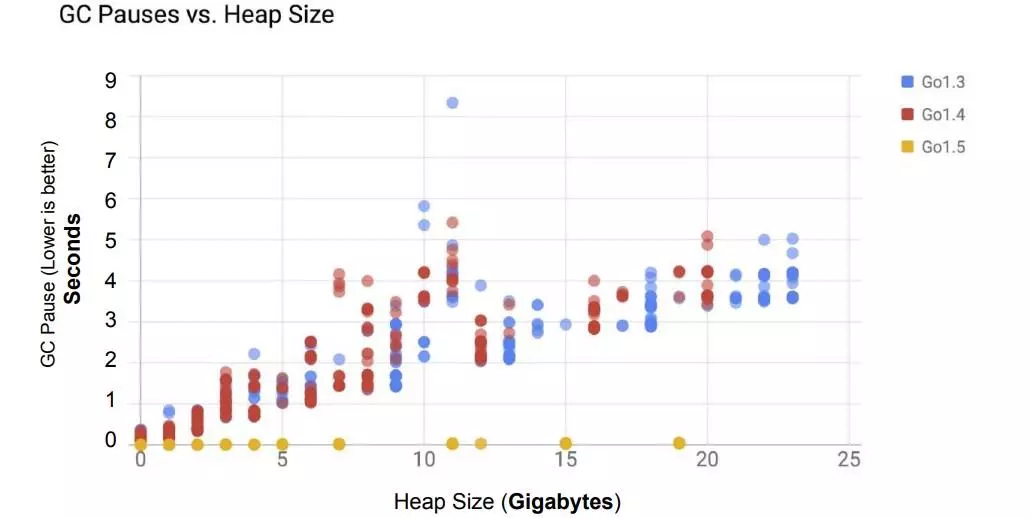 GC Pauses vs. Heap Size
GC Pause (Lower is better)
Seconds
9
8
7
6
5
4
3
2
1
0
0
5
10
15
20
25
Heap Size (Gigabytes)
Go1.3
Go1.4
Go1.5